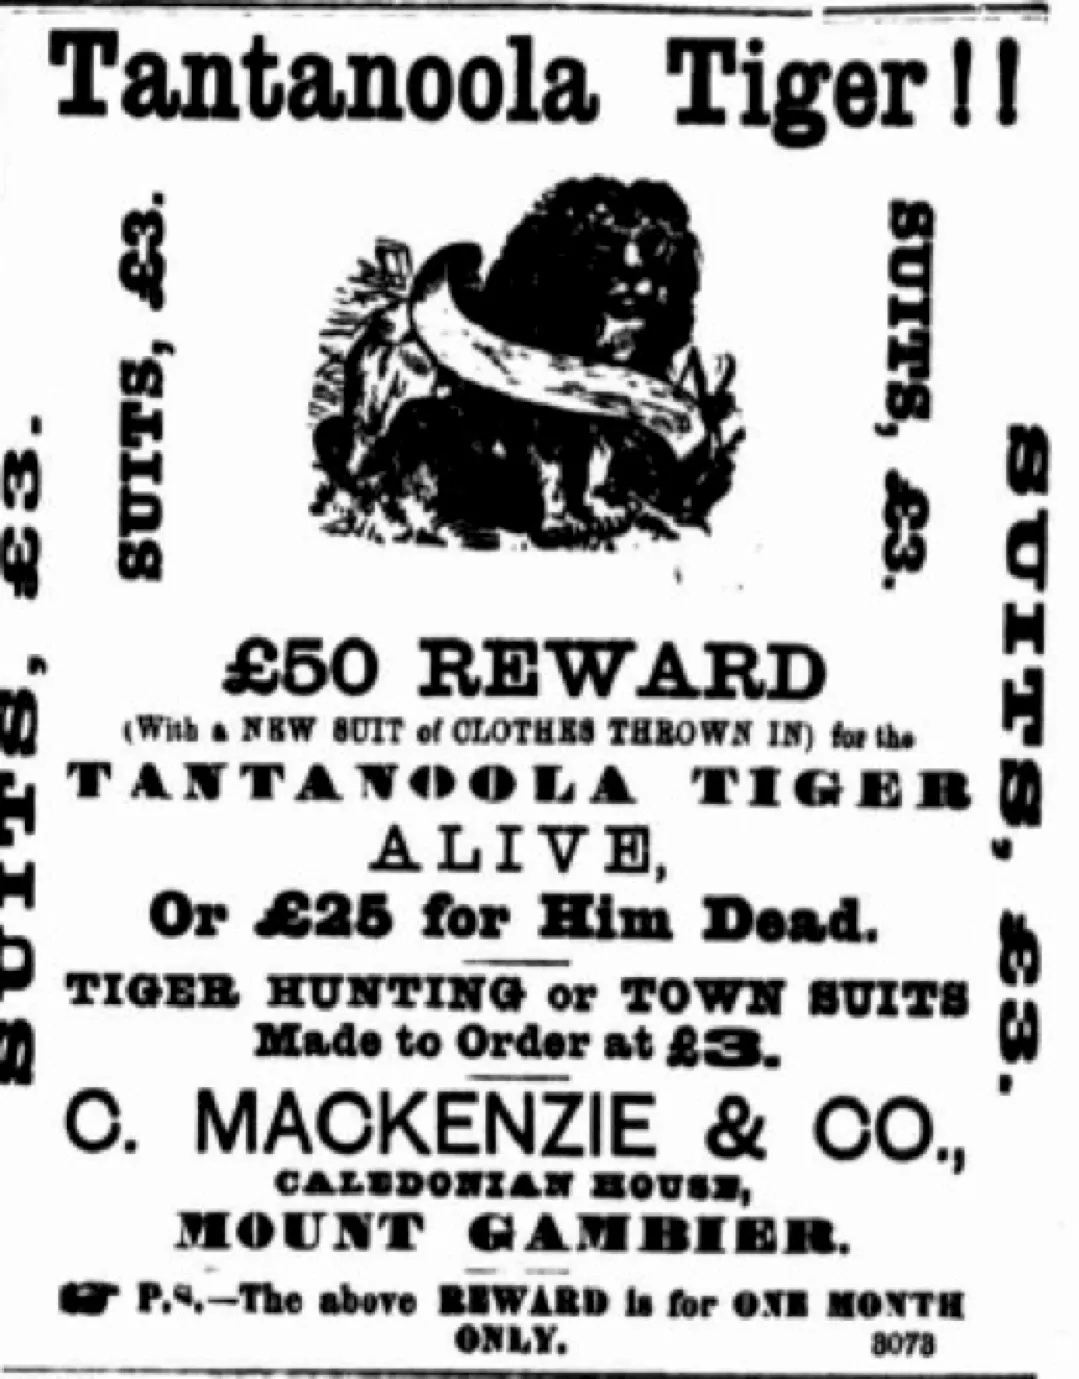 Tantanoola Tiger!!
SUITS, £3.
SUITS, £3.
SUITS, £3.
SUITS, £3.
£50 REWARD
(With a NEW SUIT of CLOTHES THROWN IN) for the
TANTANOOLA TIGER
ALIVE,
Or £25 for Him Dead.
TIGER HUNTING or TOWN SUITS
Made to Order at £3.
C. MACKENZIE & CO.,
CALEDONIAN HOUSE,
MOUNT GAMBIER.
☛ P.S.—The above REWARD is for ONE MONTH
ONLY. 3073